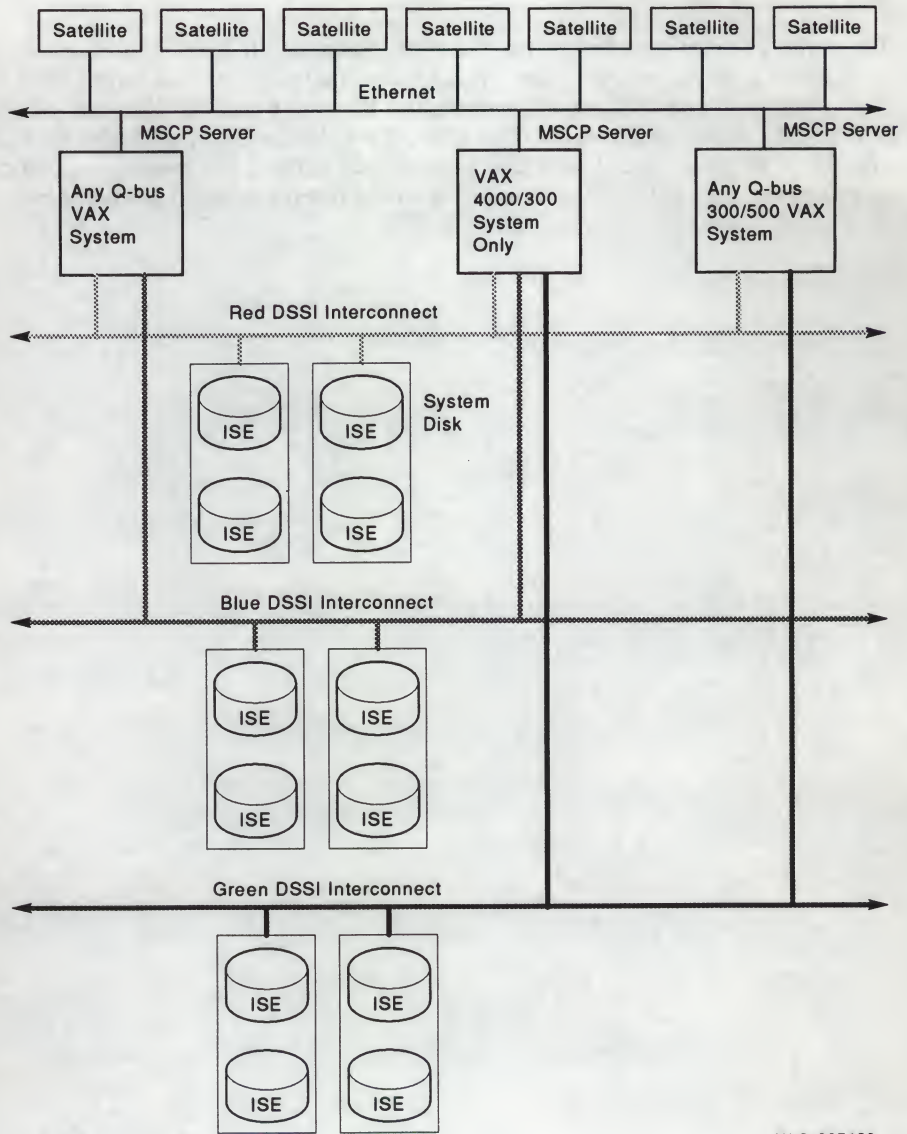 Satellite Satellite Satellite Satellite Satellite Satellite Satellite
Ethernet
MSCP Server MSCP Server MSCP Server
Any Q-bus
VAX
System
VAX
4000/300
System
Only
Any Q-bus
300/500 VAX
System
Red DSSI Interconnect
ISE ISE
System
Disk
ISE ISE
Blue DSSI Interconnect
ISE ISE
ISE ISE
Green DSSI Interconnect
ISE ISE
ISE ISE